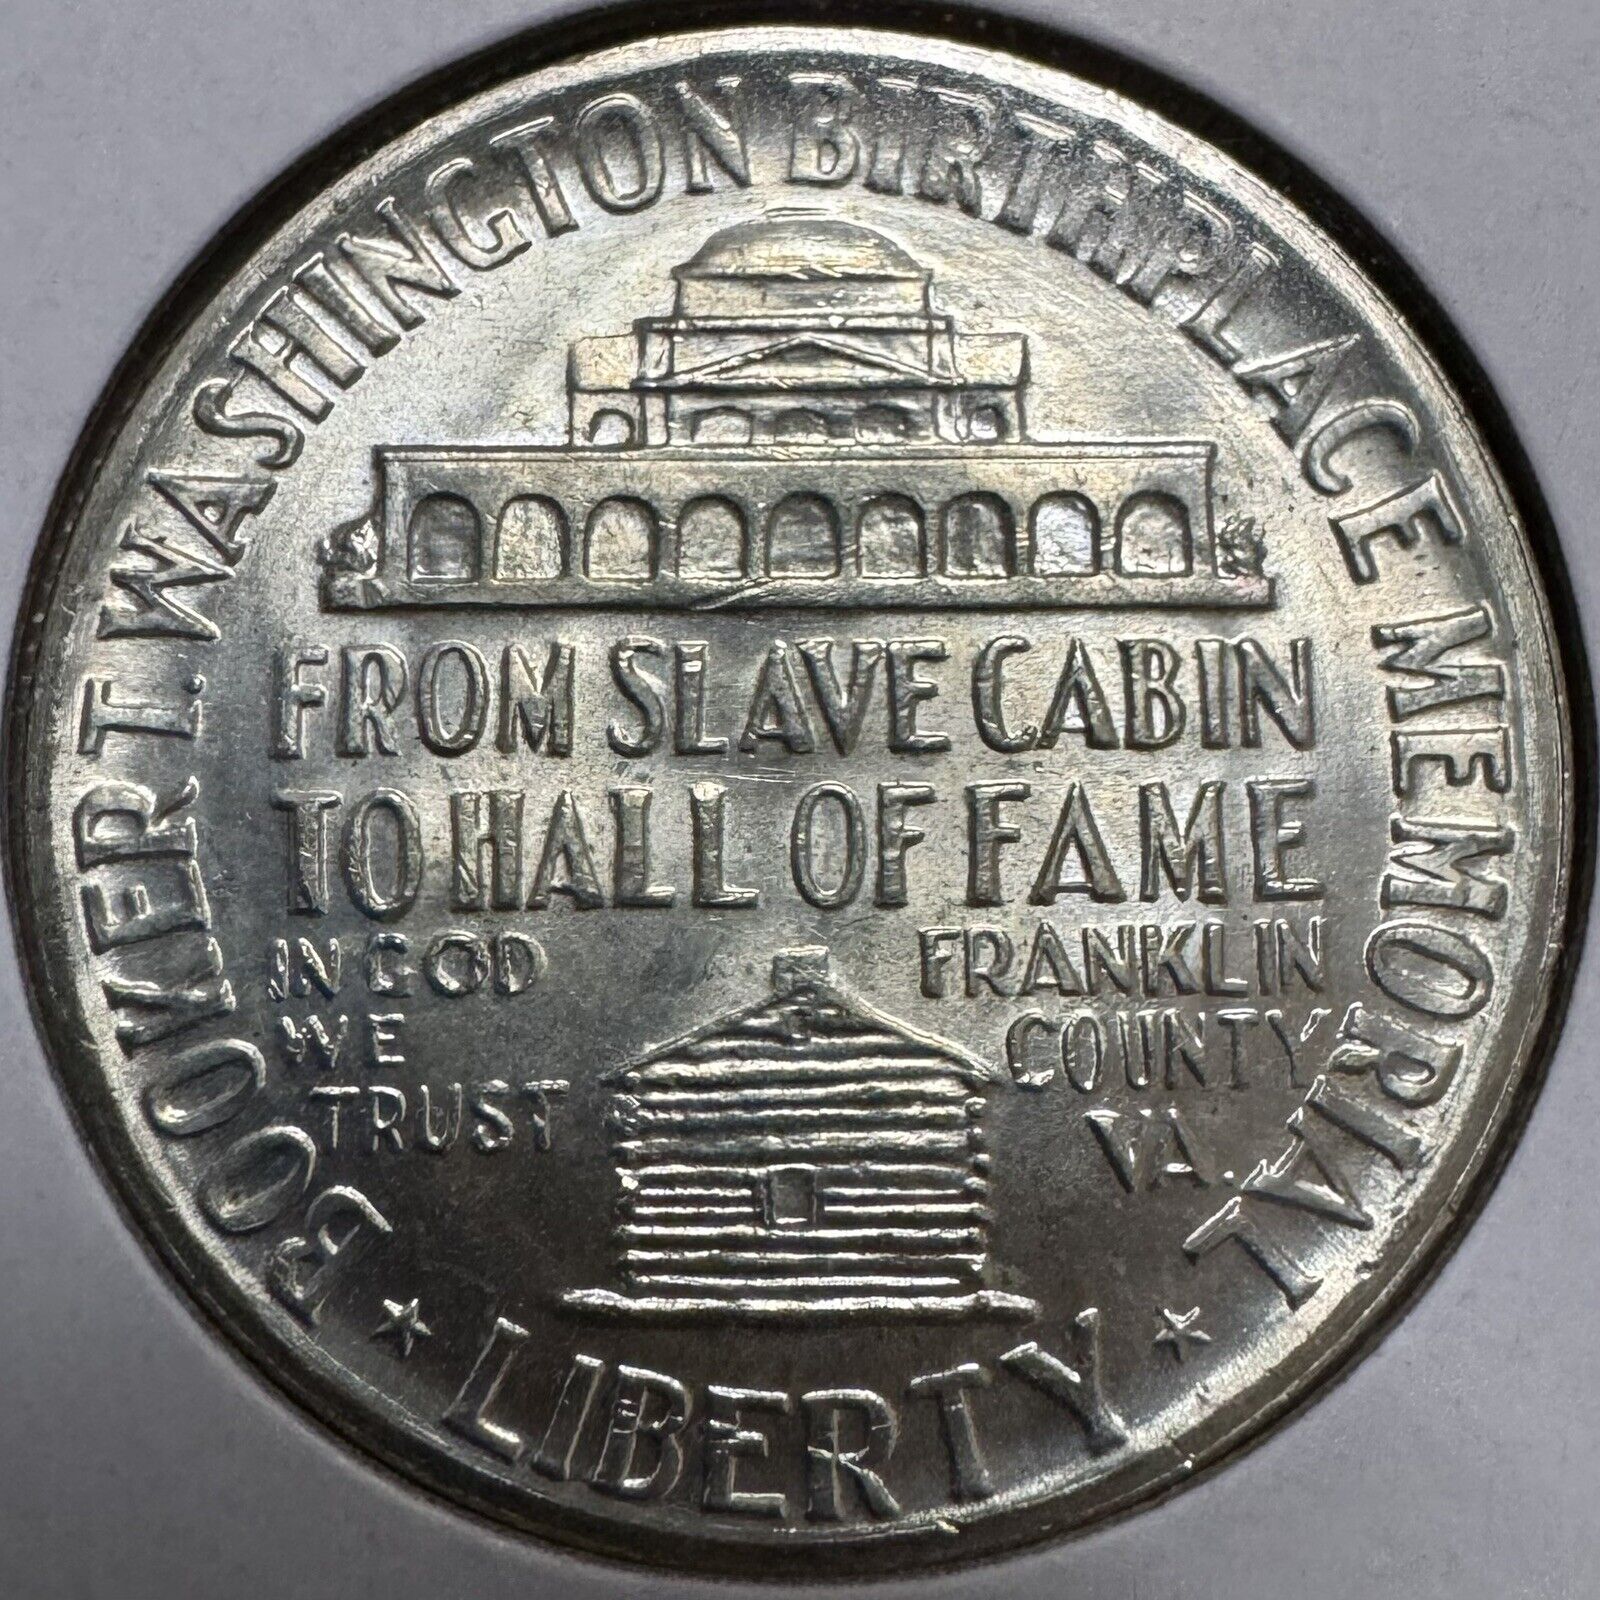 BOOKER T. WASHINGTON BIRTHPLACE MEMORIAL
FROM SLAVE CABIN
TO HALL OF FAME
IN GOD
WE
TRUST
FRANKLIN
COUNTY
VA.
LIBERTY